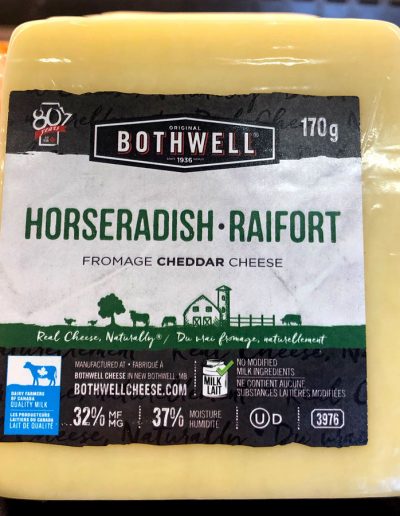 80
years
170g
ORIGINAL
BOTHWELL®
1936
HORSERADISH • RAIFORT
FROMAGE CHEDDAR CHEESE
Real Cheese, Naturally® / Du vrai fromage, naturellement
MANUFACTURED AT • FABRIQUÉ À
BOTHWELL CHEESE IN NEW BOTHWELL, MB
BOTHWELLCHEESE.COM
MILK
LAIT
NO MODIFIED
MILK INGREDIENTS
NE CONTIENT AUCUNE
SUBSTANCES LAITIÈRES MODIFIÉES
DAIRY FARMERS
OF CANADA
QUALITY MILK
LES PRODUCTEURS
LAITIERS DU CANADA
LAIT DE QUALITÉ
32% MF
MG
37% MOISTURE
HUMIDITÉ
U D
3976